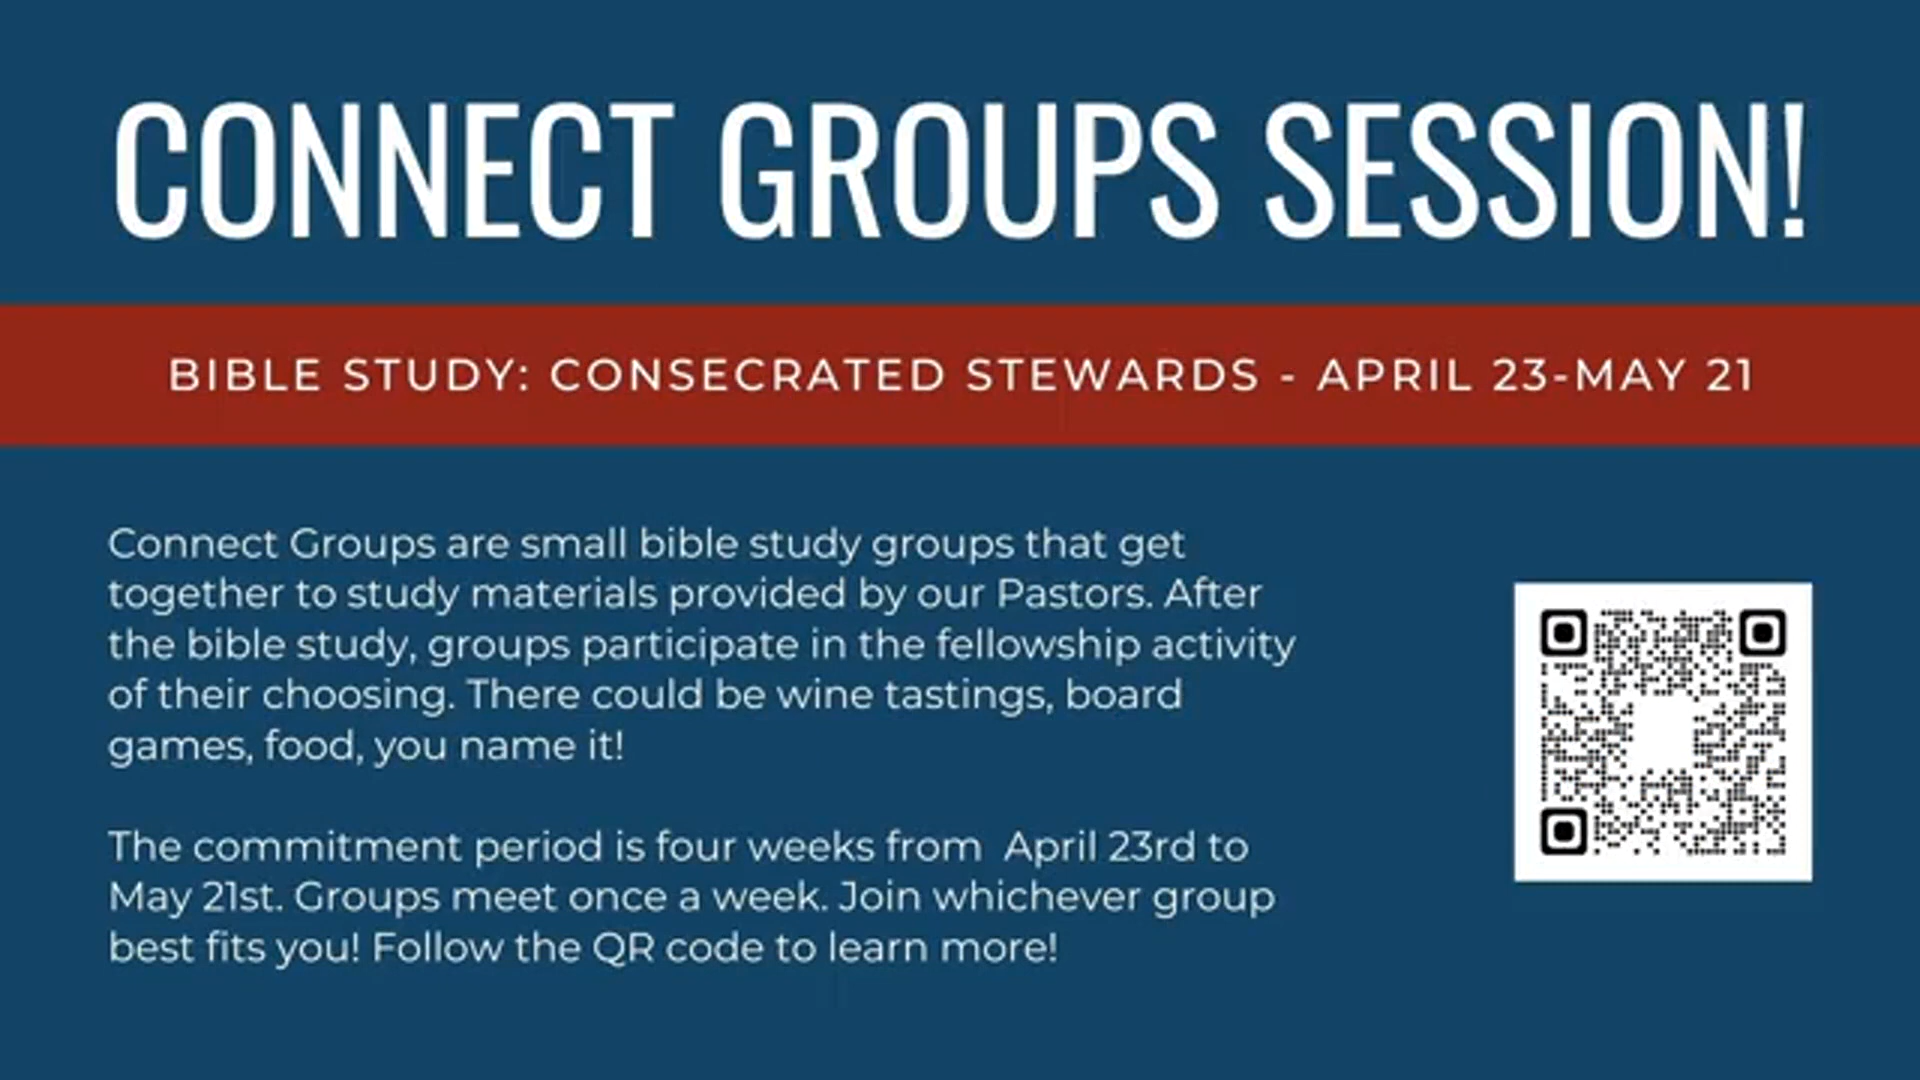 CONNECT GROUPS SESSION!
BIBLE STUDY: CONSECRATED STEWARDS - APRIL 23-MAY 21
Connect Groups are small bible study groups that get
together to study materials provided by our Pastors. After
the bible study, groups participate in the fellowship activity
of their choosing. There could be wine tastings, board
games, food, you name it!
The commitment period is four weeks from  April 23rd to
May 21st. Groups meet once a week. Join whichever group
best fits you! Follow the QR code to learn more!